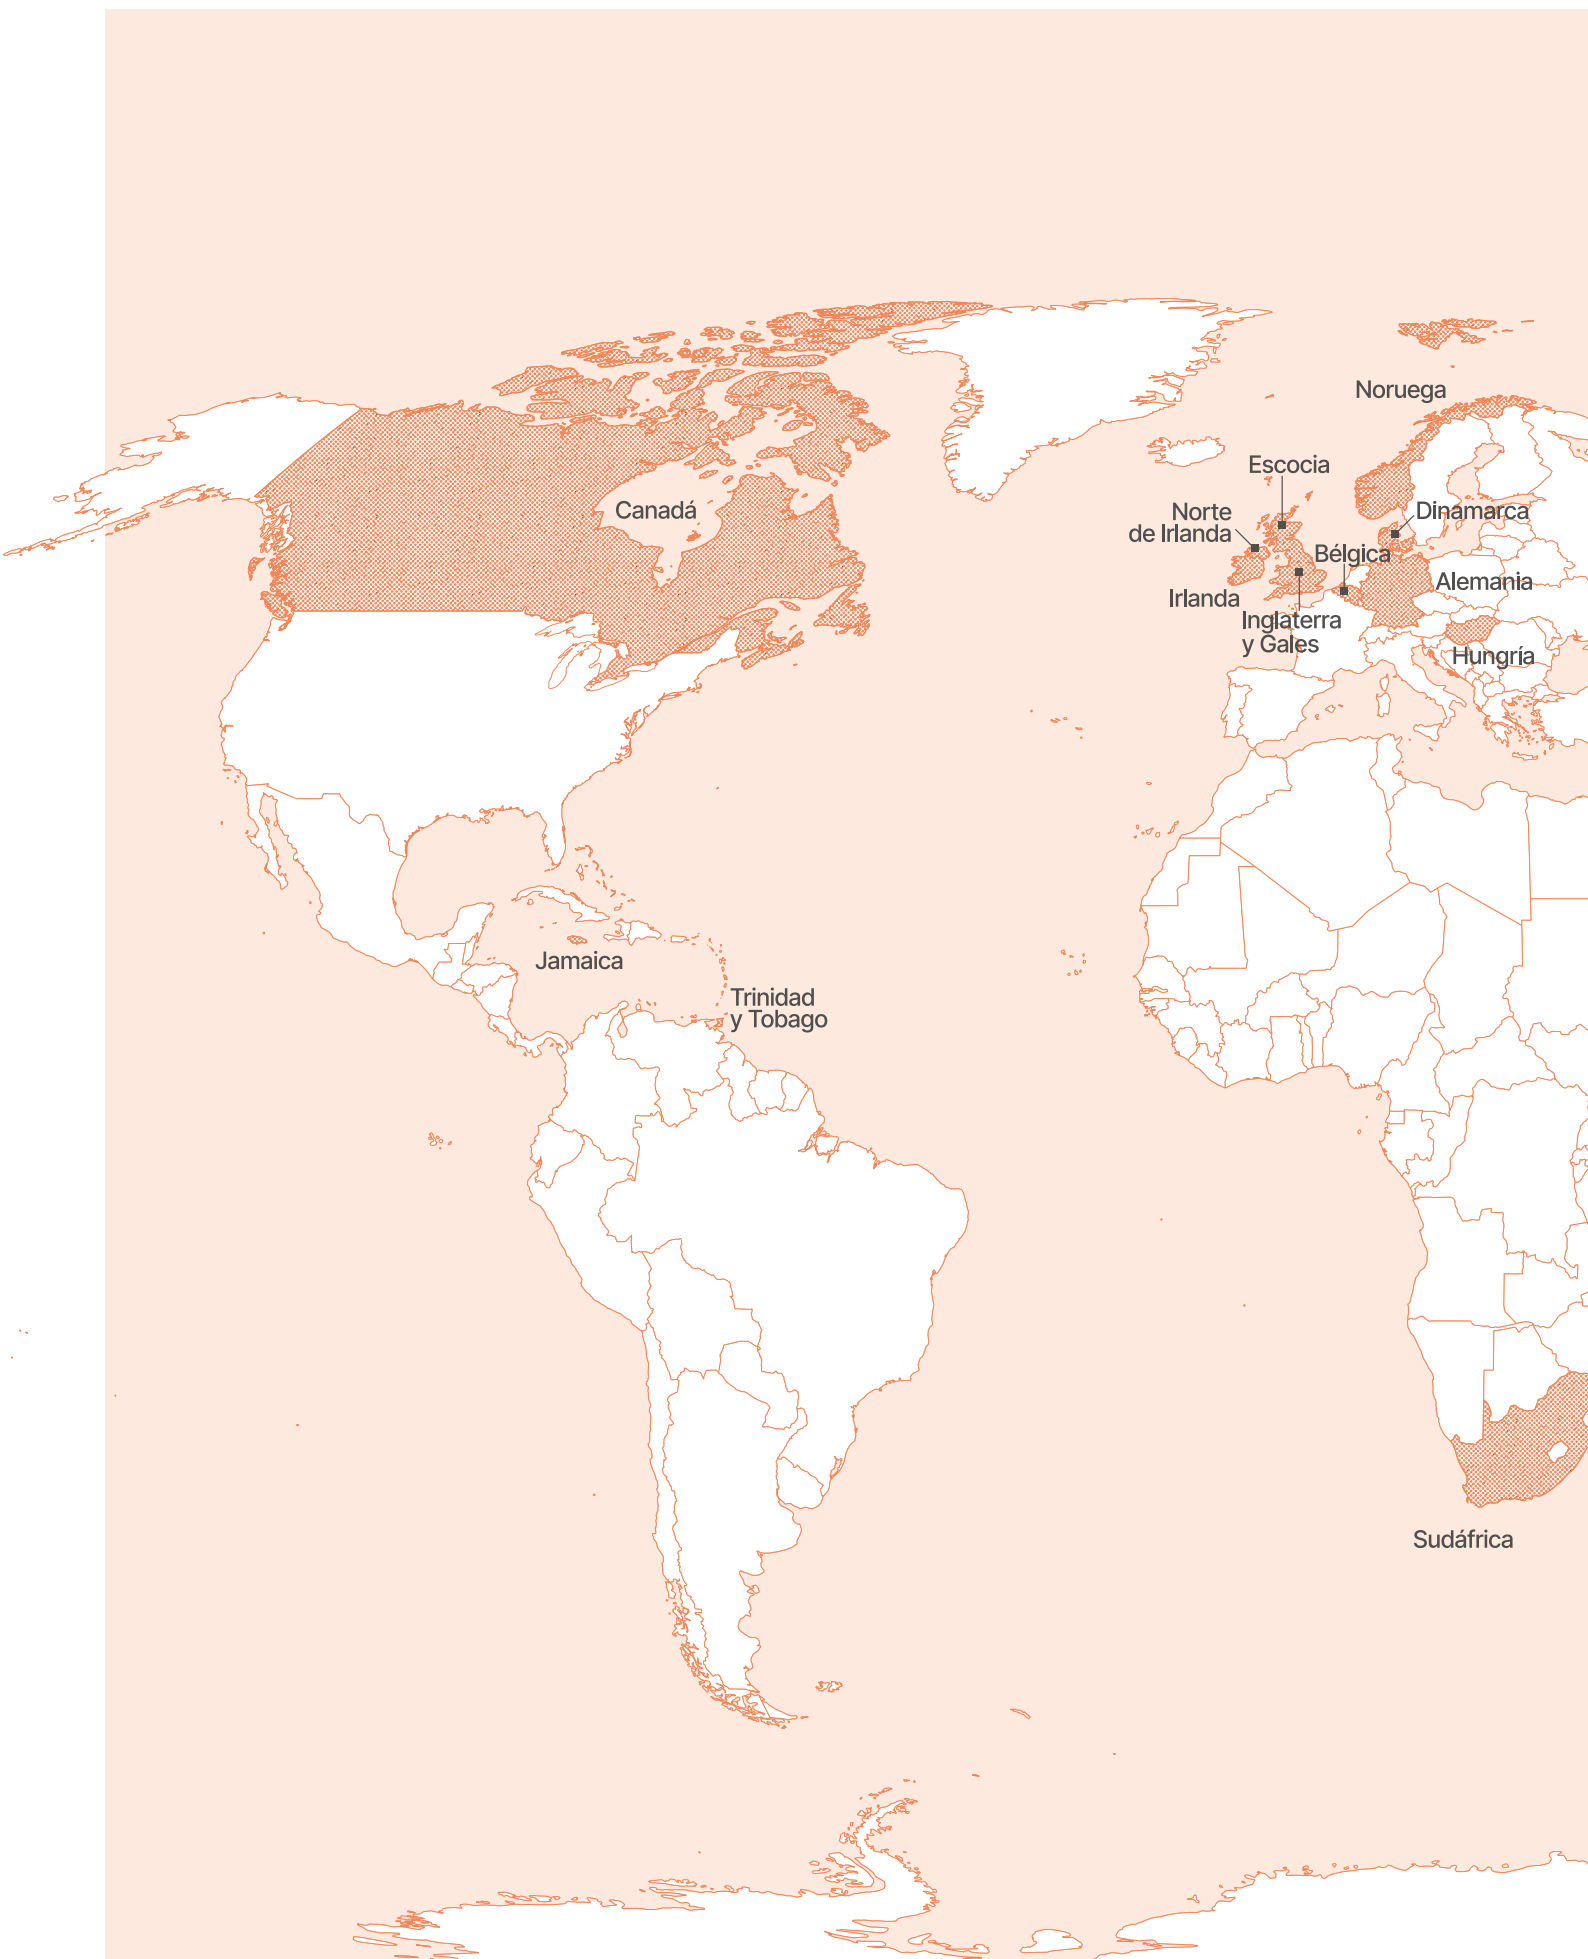 Noruega
Escocia
Canadá
Norte
de Irlanda
Dinamarca
Bélgica
Alemania
Irlanda
Inglaterra
y Gales
Hungría
Jamaica
Trinidad
y Tobago
Sudáfrica